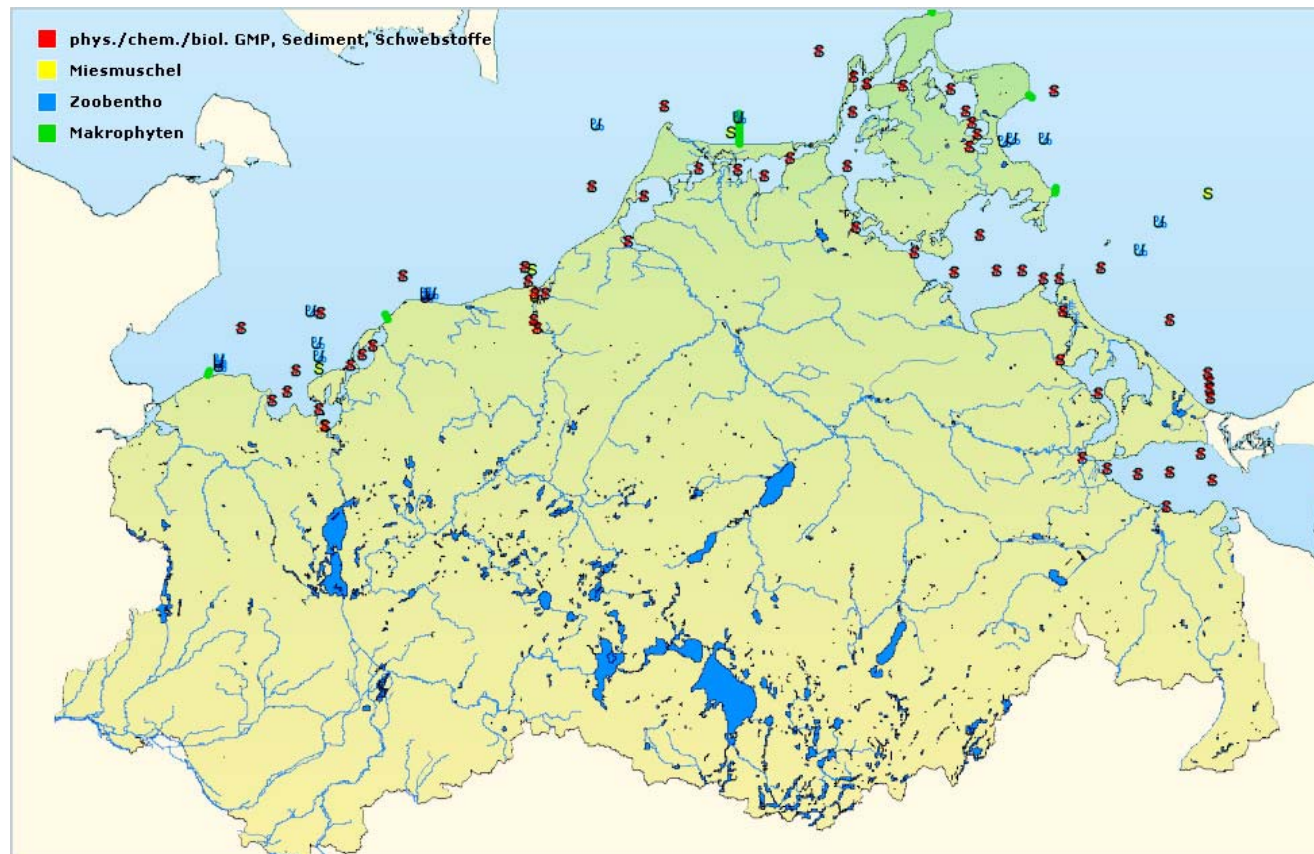 phys./chem./biol. GMP, Sediment, Schwebstoffe
Miesmuschel
Zoobentho
Makrophyten